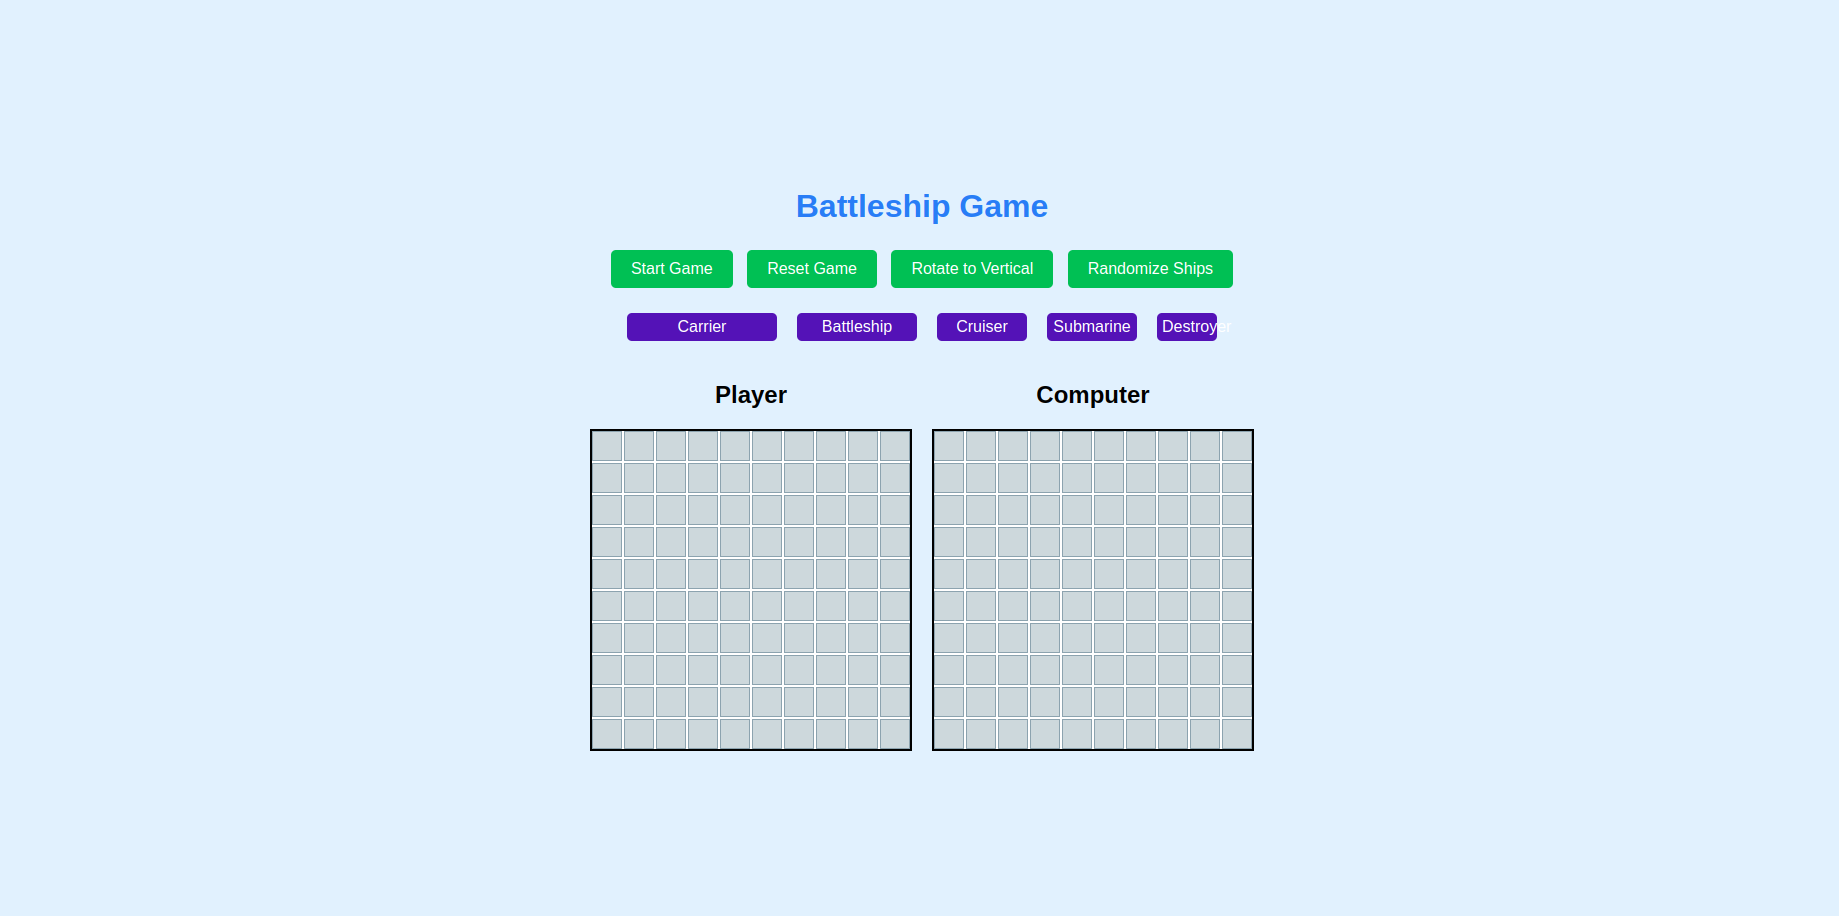 Battleship Game
Start Game Reset Game Rotate to Vertical Randomize Ships
Carrier Battleship Cruiser Submarine Destroyer
Player Computer